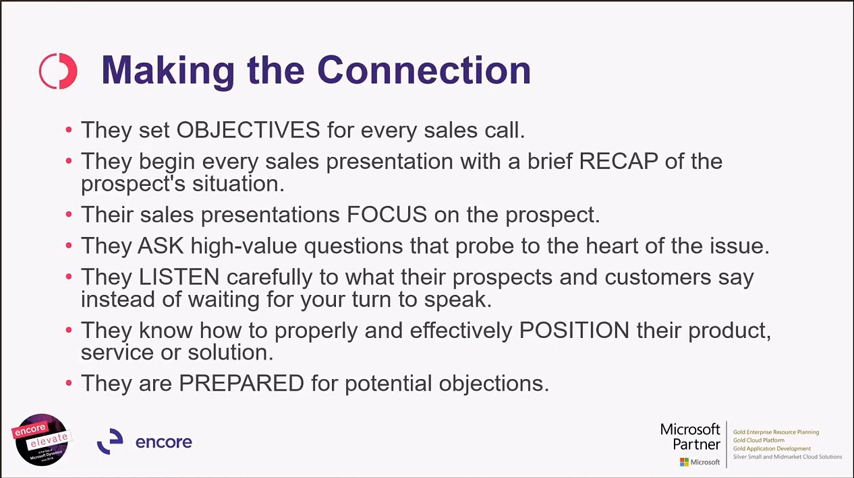 Making the Connection
• They set OBJECTIVES for every sales call.
• They begin every sales presentation with a brief RECAP of the
prospect's situation.
• Their sales presentations FOCUS on the prospect.
• They ASK high-value questions that probe to the heart of the issue.
• They LISTEN carefully to what their prospects and customers say
instead of waiting for your turn to speak.
• They know how to properly and effectively POSITION their product,
service or solution.
• They are PREPARED for potential objections.
encore
elevate
encore
Microsoft
Partner
Microsoft
Gold Enterprise Resource Planning
Gold Cloud Platform
Gold Application Development
Silver Small and Midmarket Cloud Solutions